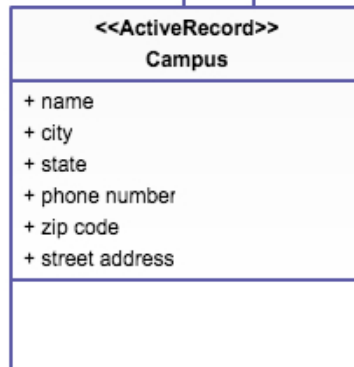 <<ActiveRecord>>
Campus
+ name
+ city
+ state
+ phone number
+ zip code
+ street address